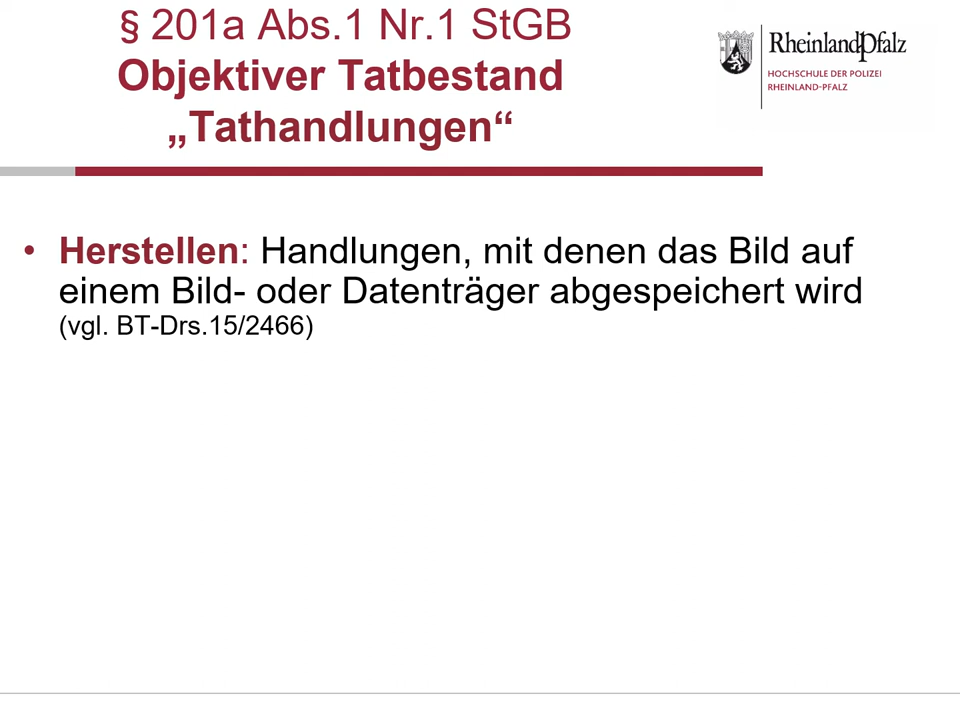 § 201a Abs.1 Nr.1 StGB
Objektiver Tatbestand
„Tathandlungen“
RheinlandPfalz
HOCHSCHULE DER POLIZEI
RHEINLAND-PFALZ
• Herstellen: Handlungen, mit denen das Bild auf
einem Bild- oder Datenträger abgespeichert wird
(vgl. BT-Drs.15/2466)